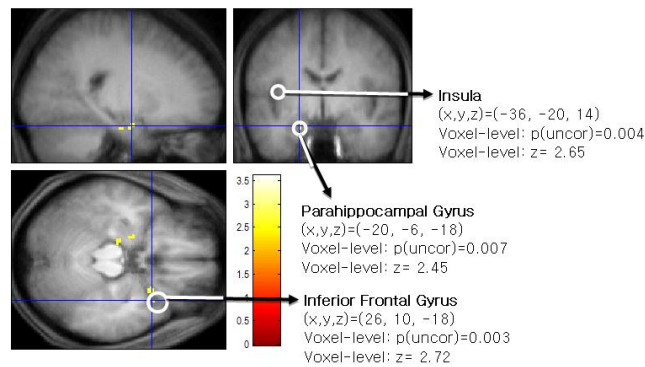 Insula
(x,y,z)=(-36, -20, 14)
Voxel-level: p(uncor)=0.004
Voxel-level: z= 2.65
Parahippocampal Gyrus
(x,y,z)=(-20, -6, -18)
Voxel-level: p(uncor)=0.007
Voxel-level: z= 2.45
Inferior Frontal Gyrus
(x,y,z)=(26, 10, -18)
Voxel-level: p(uncor)=0.003
Voxel-level: z= 2.72
3.5
3
2.5
2
1.5
1
0.5
0